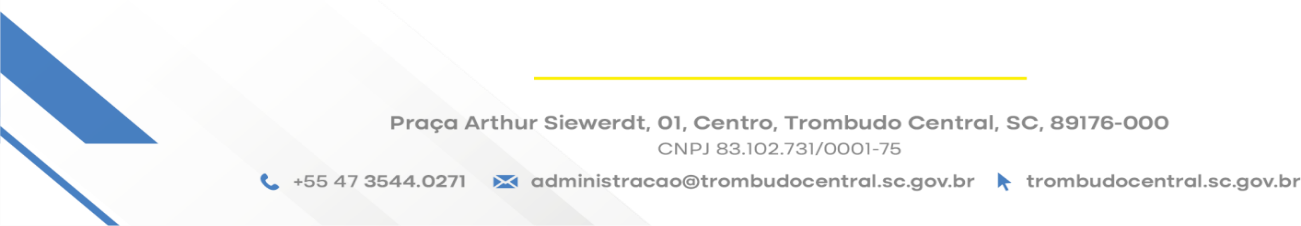 Praça Arthur Siewerdt, 01, Centro, Trombudo Central, SC, 89176-000
CNPJ 83.102.731/0001-75
+55 47 3544.0271 administracao@trombudocentral.sc.gov.br trombudocentral.sc.gov.br